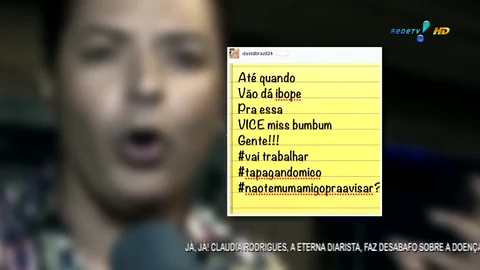 REDETV! HD
davidbrazil24
Até quando
Vão dá ibope
Pra essa
VICE miss bumbum
Gente!!!
#vai trabalhar
#tapagandomico
#naotemumamigopraavisar?
JÁ, JÁ! CLAUDIA RODRIGUES, A ETERNA DIARISTA, FAZ DESABAFO SOBRE A DOENÇA